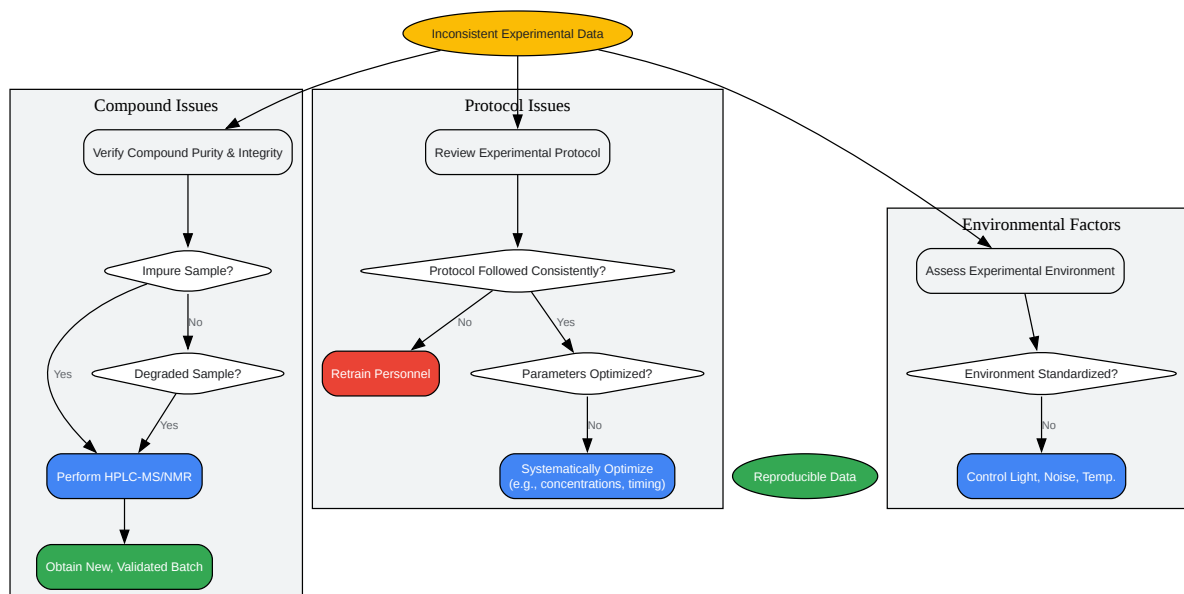 Inconsistent Experimental Data
Compound Issues
Verify Compound Purity & Integrity
Impure Sample?
No
Yes
Degraded Sample?
Yes
Perform HPLC-MS/NMR
Obtain New, Validated Batch
Protocol Issues
Review Experimental Protocol
Protocol Followed Consistently?
No
Yes
Retrain Personnel
Parameters Optimized?
No
Systematically Optimize
(e.g., concentrations, timing)
Reproducible Data
Environmental Factors
Assess Experimental Environment
Environment Standardized?
No
Control Light, Noise, Temp.